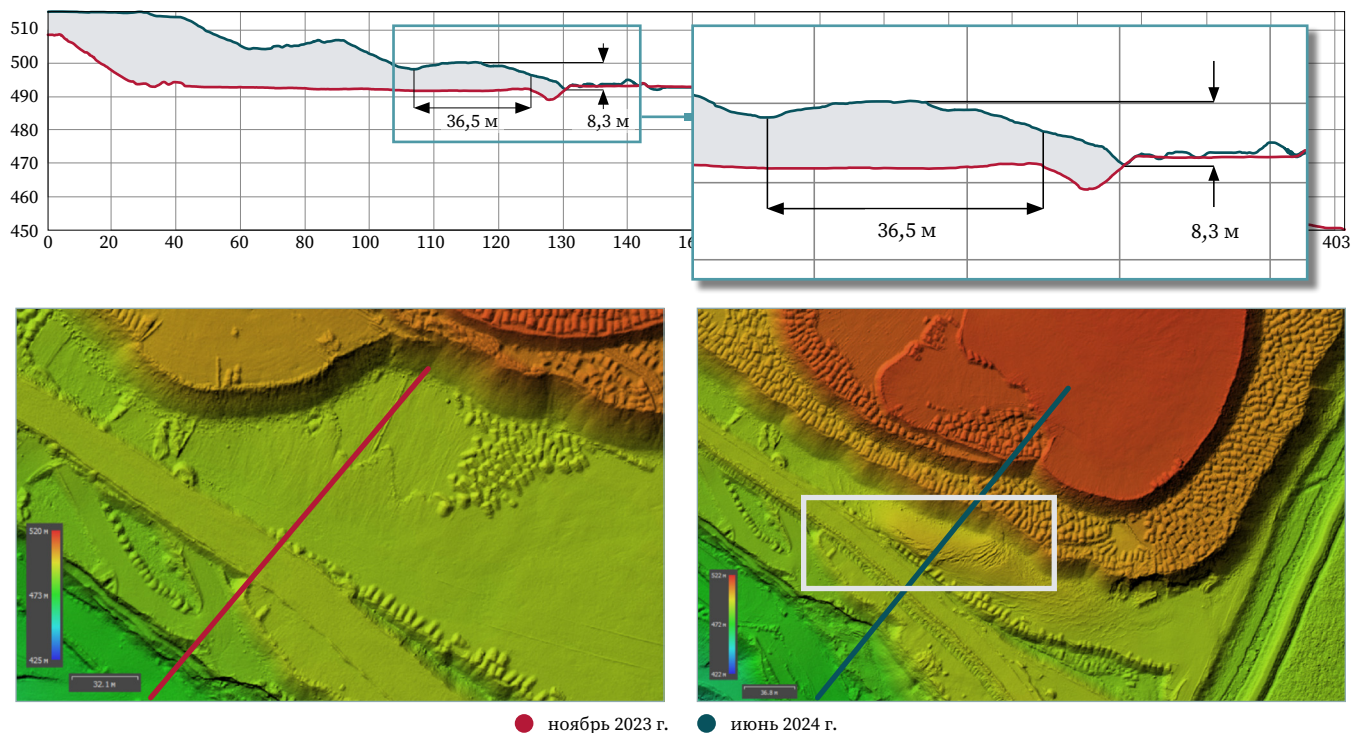 510
500
490
480
470
460
450
36,5 м
8,3 м
0 20 40 60 80 100 110 120 130 140 16
403
36,5 м
8,3 м
520 м
473 м
425 м
32.1 м
522 м
472 м
422 м
36.8 м
ноябрь 2023 г. июнь 2024 г.